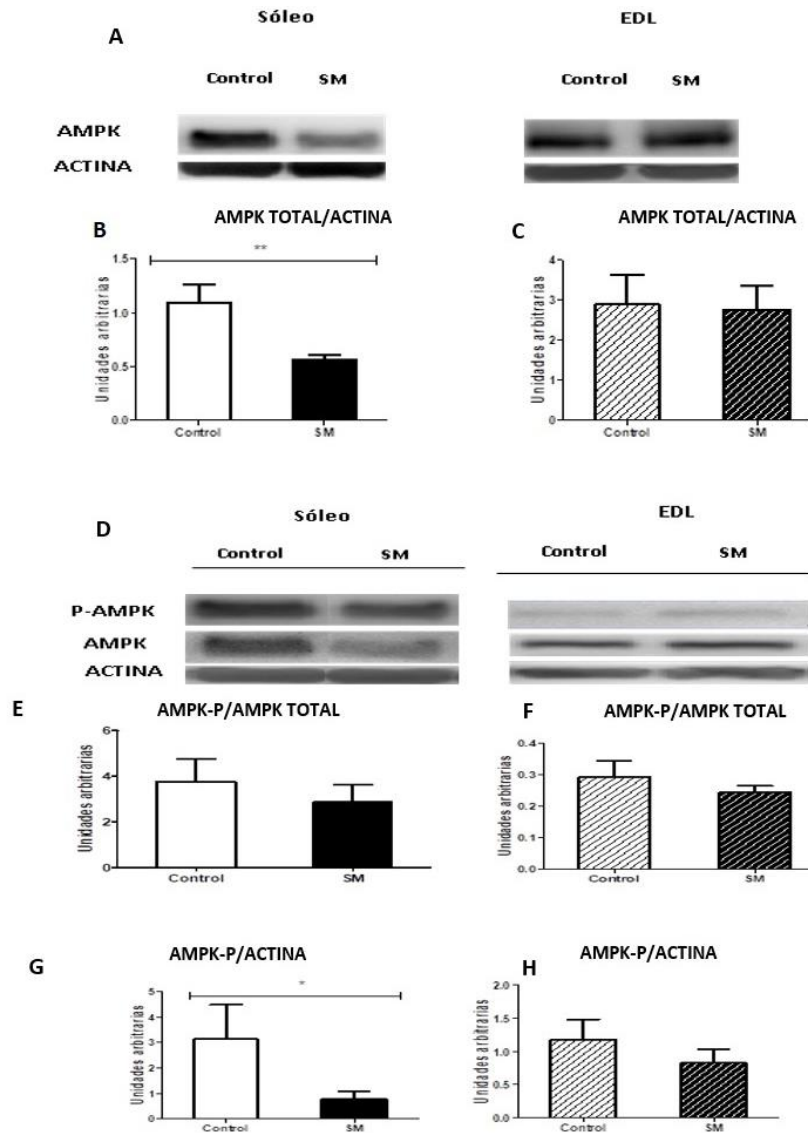 Sóleo EDL
A
Control SM Control SM
AMPK
ACTINA
B AMPK TOTAL/ACTINA
**
Unidades arbitrarias
1.5
1.0
0.5
0.0
Control SM
C AMPK TOTAL/ACTINA
Unidades arbitrarias
4
3
2
1
0
Control SM
D Sóleo EDL
Control SM Control SM
P-AMPK
AMPK
ACTINA
E AMPK-P/AMPK TOTAL
Unidades arbitrarias
6
4
2
0
Control SM
F AMPK-P/AMPK TOTAL
Unidades arbitrarias
0.4
0.3
0.2
0.1
0.0
Control SM
G AMPK-P/ACTINA
*
Unidades arbitrarias
5
4
3
2
1
0
Control SM
H AMPK-P/ACTINA
Unidades arbitrarias
2.0
1.5
1.0
0.5
0.0
Control SM